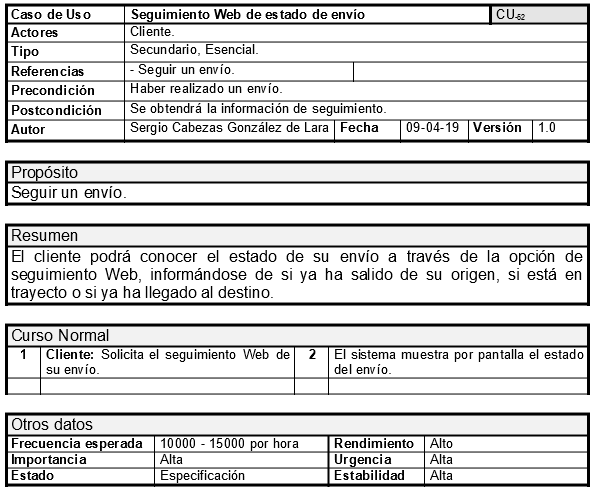 Caso de Uso Seguimiento Web de estado de envío CU-62
Actores Cliente.
Tipo Secundario, Esencial.
Referencias - Seguir un envío.
Precondición Haber realizado un envío.
Postcondición Se obtendrá la información de seguimiento.
Autor Sergio Cabezas González de Lara Fecha 09-04-19 Versión 1.0
Propósito
Seguir un envío.
Resumen
El cliente podrá conocer el estado de su envío a través de la opción de
seguimiento Web, informándose de si ya ha salido de su origen, si está en
trayecto o si ya ha llegado al destino.
Curso Normal
1 Cliente: Solicita el seguimiento Web de
su envío.
2 El sistema muestra por pantalla el estado
del envío.
Otros datos
Frecuencia esperada 10000 - 15000 por hora Rendimiento Alto
Importancia Alta Urgencia Alta
Estado Especificación Estabilidad Alta